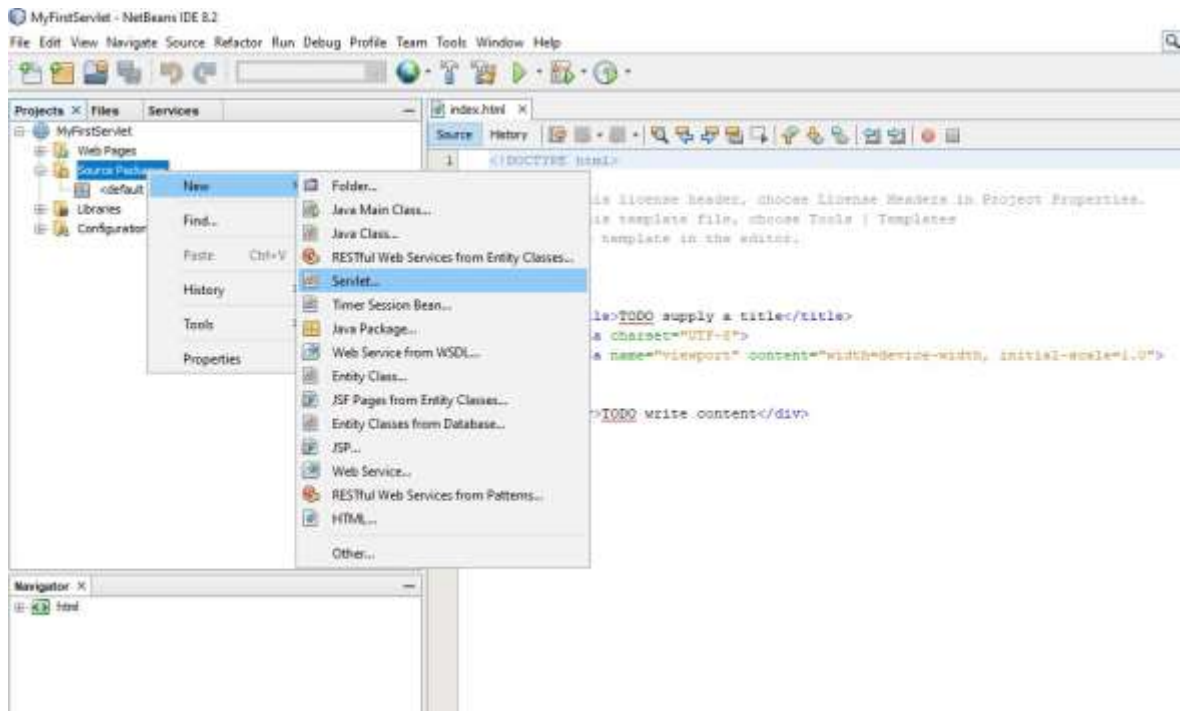 MyFirstServlet - NetBeans IDE 8.2
File Edit View Navigate Source Refactor Run Debug Profile Team Tools Window Help
Projects × Files Services
MyFirstServlet
Web Pages
Source Packages
<default
Libraries
Configuration
New
Find...
Paste Ctrl+V
History
Tools
Properties
Folder...
Java Main Class...
Java Class...
RESTful Web Services from Entity Classes...
Servlet...
Timer Session Bean...
Java Package...
Web Service from WSDL...
Entity Class...
JSF Pages from Entity Classes...
Entity Classes from Database...
JSP...
Web Service...
RESTful Web Services from Patterns...
HTML...
Other...
index.html ×
Source History
1 <!DOCTYPE html>
is license header, choose License Headers in Project Properties.
is template file, choose Tools | Templates
template in the editor.
le>TODO supply a title</title>
a charset="UTF-8">
a name="viewport" content="width=device-width, initial-scale=1.0">
>TODO write content</div>
Navigator ×
html